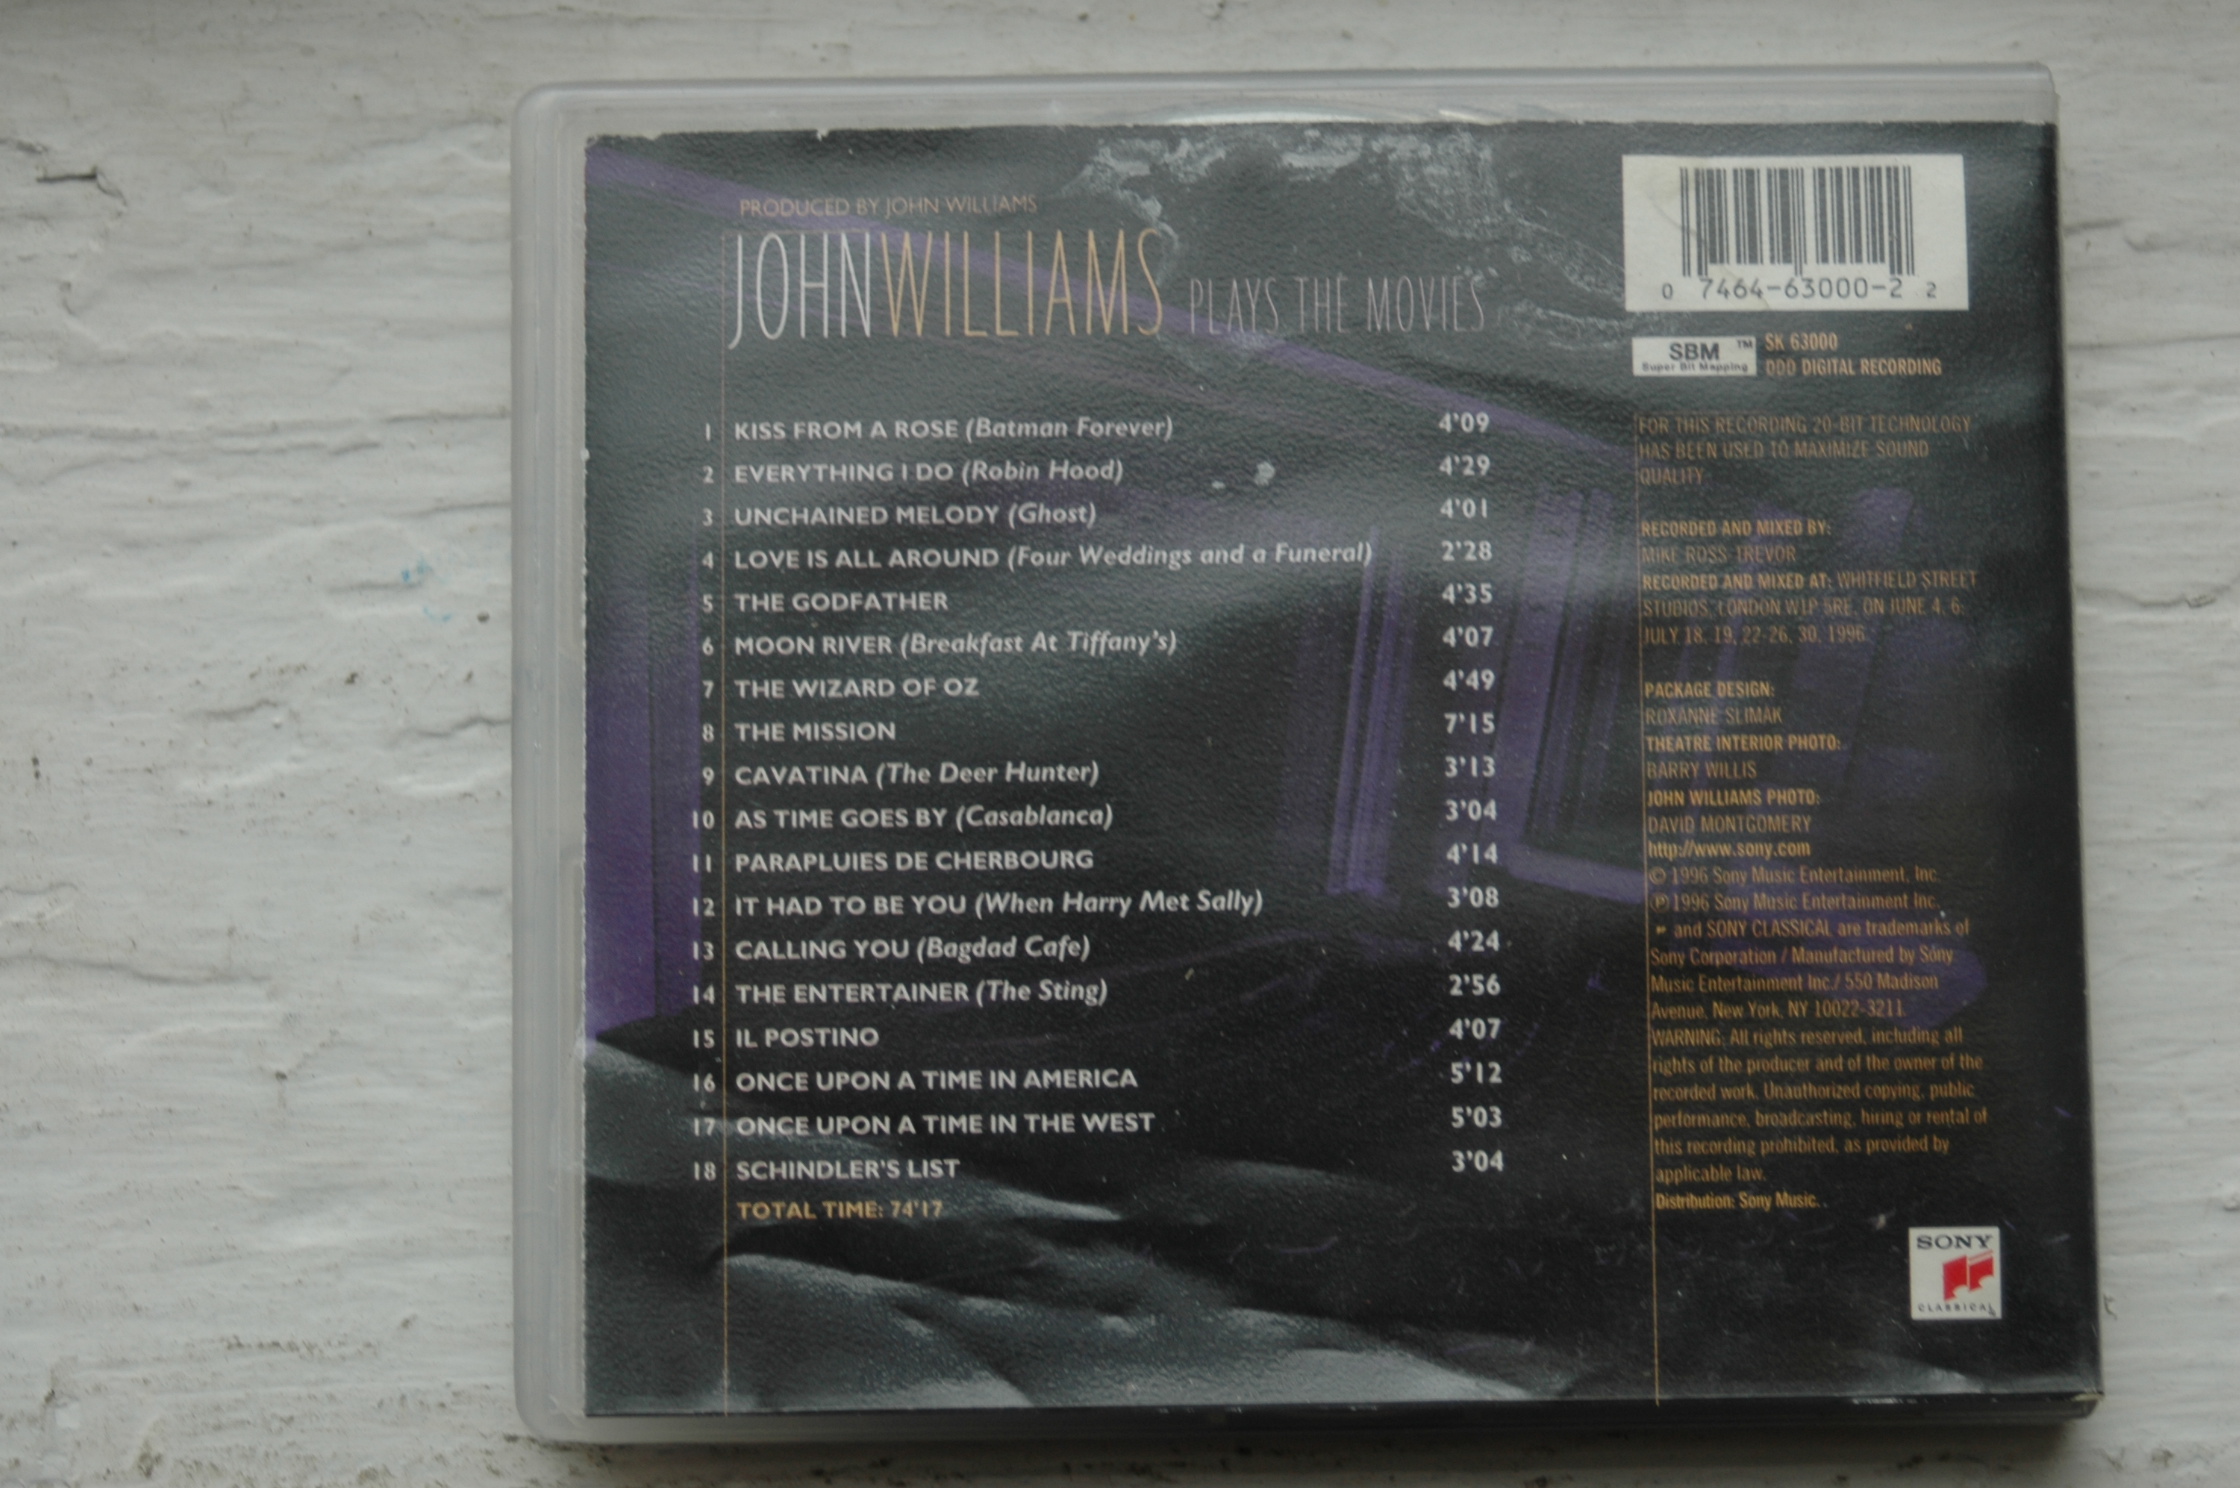 PRODUCED BY JOHN WILLIAMS
JOHNWILLIAMS PLAYS THE MOVIES
1 KISS FROM A ROSE (Batman Forever) 4'09
2 EVERYTHING I DO (Robin Hood) 4'29
3 UNCHAINED MELODY (Ghost) 4'01
4 LOVE IS ALL AROUND (Four Weddings and a Funeral) 2'28
5 THE GODFATHER 4'35
6 MOON RIVER (Breakfast At Tiffany's) 4'07
7 THE WIZARD OF OZ 4'49
8 THE MISSION 7'15
9 CAVATINA (The Deer Hunter) 3'13
10 AS TIME GOES BY (Casablanca) 3'04
11 PARAPLUIES DE CHERBOURG 4'14
12 IT HAD TO BE YOU (When Harry Met Sally) 3'08
13 CALLING YOU (Bagdad Cafe) 4'24
14 THE ENTERTAINER (The Sting) 2'56
15 IL POSTINO 4'07
16 ONCE UPON A TIME IN AMERICA 5'12
17 ONCE UPON A TIME IN THE WEST 5'03
18 SCHINDLER'S LIST 3'04
TOTAL TIME: 74'17
0 7464-63000-2 2
SBM™
Super Bit Mapping
SK 63000
DDD DIGITAL RECORDING
FOR THIS RECORDING 20-BIT TECHNOLOGY
HAS BEEN USED TO MAXIMIZE SOUND
QUALITY
RECORDED AND MIXED BY:
MIKE ROSS TREVOR
RECORDED AND MIXED AT: WHITFIELD STREET
STUDIOS, LONDON W1P 5RE, ON JUNE 4, 6.
JULY 18, 19, 22-26, 30, 1996.
PACKAGE DESIGN:
ROXANNE SLIMAK
THEATRE INTERIOR PHOTO:
BARRY WILLIS
JOHN WILLIAMS PHOTO:
DAVID MONTGOMERY
http://www.sony.com
© 1996 Sony Music Entertainment, Inc.
℗ 1996 Sony Music Entertainment Inc.
and SONY CLASSICAL are trademarks of
Sony Corporation / Manufactured by Sony
Music Entertainment Inc./ 550 Madison
Avenue, New York, NY 10022-3211
WARNING: All rights reserved, including all
rights of the producer and of the owner of the
recorded work. Unauthorized copying, public
performance, broadcasting, hiring or rental of
this recording prohibited, as provided by
applicable law.
Distribution: Sony Music.
SONY
CLASSICAL